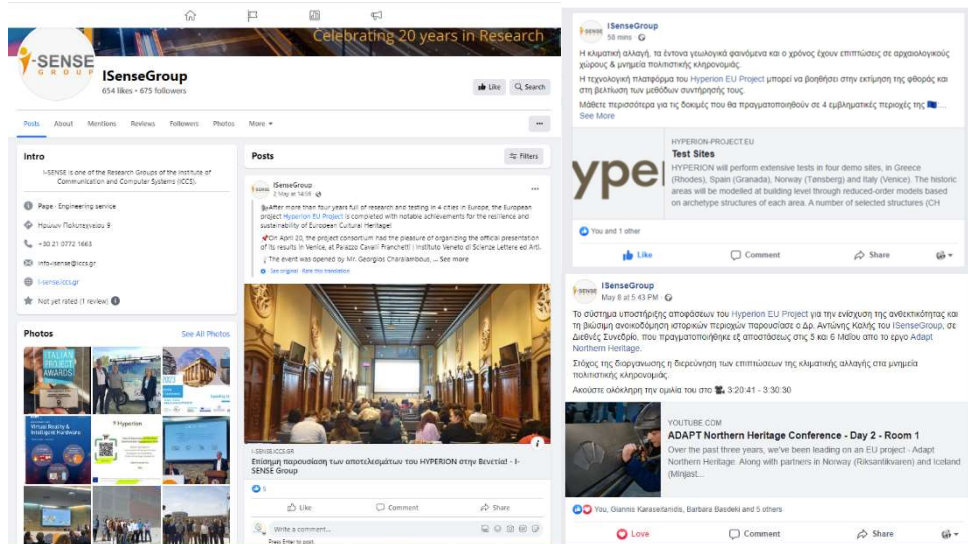 Celebrating 20 years in Research
i-SENSE
GROUP
ISenseGroup
654 likes • 675 followers
Like
Search
Posts
About
Mentions
Reviews
Followers
Photos
More
Intro
I-SENSE is one of the Research Groups of the Institute of
Communication and Computer Systems (ICCS).
Page · Engineering service
Ηρώων Πολυτεχνείου 9
+30 21 0772 1663
info-isense@iccs.gr
i-sense.iccs.gr
Not yet rated (1 review)
Photos
See All Photos
ITALIAN
PROJECT
AWARDS
2023
Virtual Reality &
Intelligent Hardware
Hyperion
Posts
Filters
ISenseGroup
2 May at 14:05
After more than four years full of research and testing in 4 cities in Europe, the European
project Hyperion EU Project is completed with notable achievements for the resilience and
sustainability of European Cultural Heritage!
On April 20, the project consortium had the pleasure of organizing the official presentation
of its results in Venice, at Palazzo Cavalli Franchetti | Instituto Veneto di Science Lettere ed Arti.
The event was opened by Mr. Georgios Charalambous, ... See more
See original · Rate this translation
I-SENSE.ICCS.GR
Επίσημη παρουσίαση των αποτελεσμάτων του HYPERION στην Βενετία! - I-
SENSE Group
5
Like
Comment
Share
Write a comment...
Press Enter to post.
ISenseGroup
58 mins ·
Η κλιματική αλλαγή, τα έντονα γεωλογικά φαινόμενα και ο χρόνος έχουν επιπτώσεις σε αρχαιολογικούς
χώρους & μνημεία πολιτιστικής κληρονομιάς.
Η τεχνολογική πλατφόρμα του Hyperion EU Project μπορεί να βοηθήσει στην εκτίμηση της φθοράς και
στη βελτίωση των μεθόδων συντήρησής τους.
Μάθετε περισσότερα για τις δοκιμές που θα πραγματοποιηθούν σε 4 εμβληματικές περιοχές της ...
See More
ype
HYPERION-PROJECT.EU
Test Sites
HYPERION will perform extensive tests in four demo sites, in Greece
(Rhodes), Spain (Granada), Norway (Tønsberg) and Italy (Venice). The historic
areas will be modelled at building level through reduced-order models based
on archetype structures of each area. A number of selected structures (CH
You and 1 other
Like
Comment
Share
ISenseGroup
May 8 at 5:43 PM ·
Το σύστημα υποστήριξης αποφάσεων του Hyperion EU Project για την ενίσχυση της ανθεκτικότητας και
τη βιώσιμη ανοικοδόμηση ιστορικών περιοχών παρουσίασε ο Δρ. Αντώνης Καλής του ISenseGroup, σε
Διεθνές Συνεδρίο, που πραγματοποιήθηκε εξ αποστάσεως στις 5 και 6 Μαΐου απο το εργο Adapt
Northern Heritage.
Στόχος της διοργανωσης η διερεύνηση των επιπτώσεων της κλιματικής αλλαγής στα μνημεία
πολιτιστικής κληρονομιάς.
Ακούστε ολόκληρη την ομιλία του στο 3:20:41 - 3:30:30
YOUTUBE.COM
ADAPT Northern Heritage Conference - Day 2 - Room 1
Over the past three years, we've been leading on an EU project - Adapt
Northern Heritage. Along with partners in Norway (Riksantikvaren) and Iceland
(Minjast...
You, Giannis Karaseitanidis, Barbara Basdeki and 5 others
Love
Comment
Share